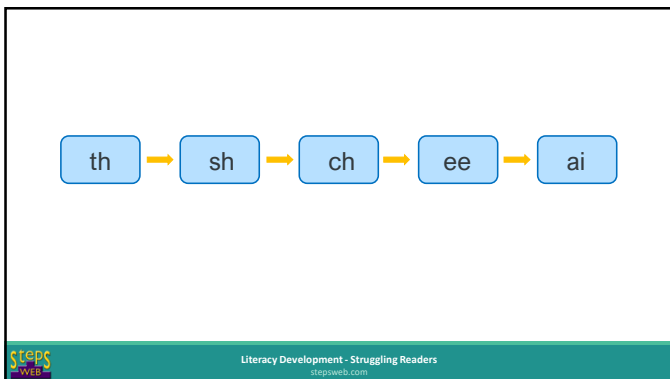 th sh ch ee ai
steps
WEB
Literacy Development - Struggling Readers
stepsweb.com